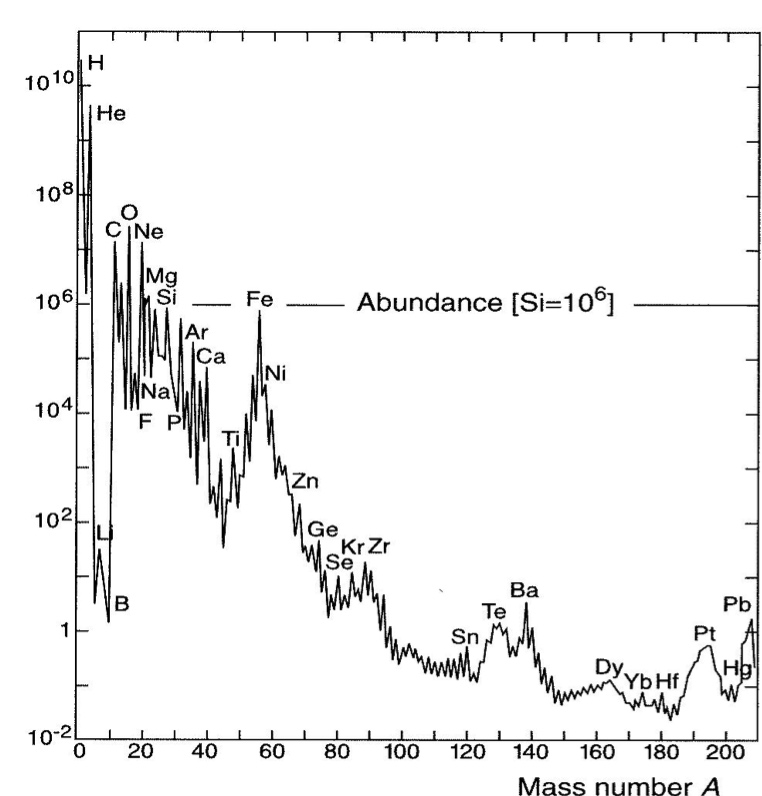 H
10¹⁰
He
10⁸
O
C Ne
Mg
Si
10⁶ Fe Abundance [Si=10⁶]
Ar
Ca
Ni
Na
10⁴
F P
Ti
Zn
10²
Ge
Li
Kr Zr
Se
B
Ba
Te
Pb
1
Sn
Pt
Dy
Hg
Yb Hf
10⁻²
0 20 40 60 80 100 120 140 160 180 200
Mass number A